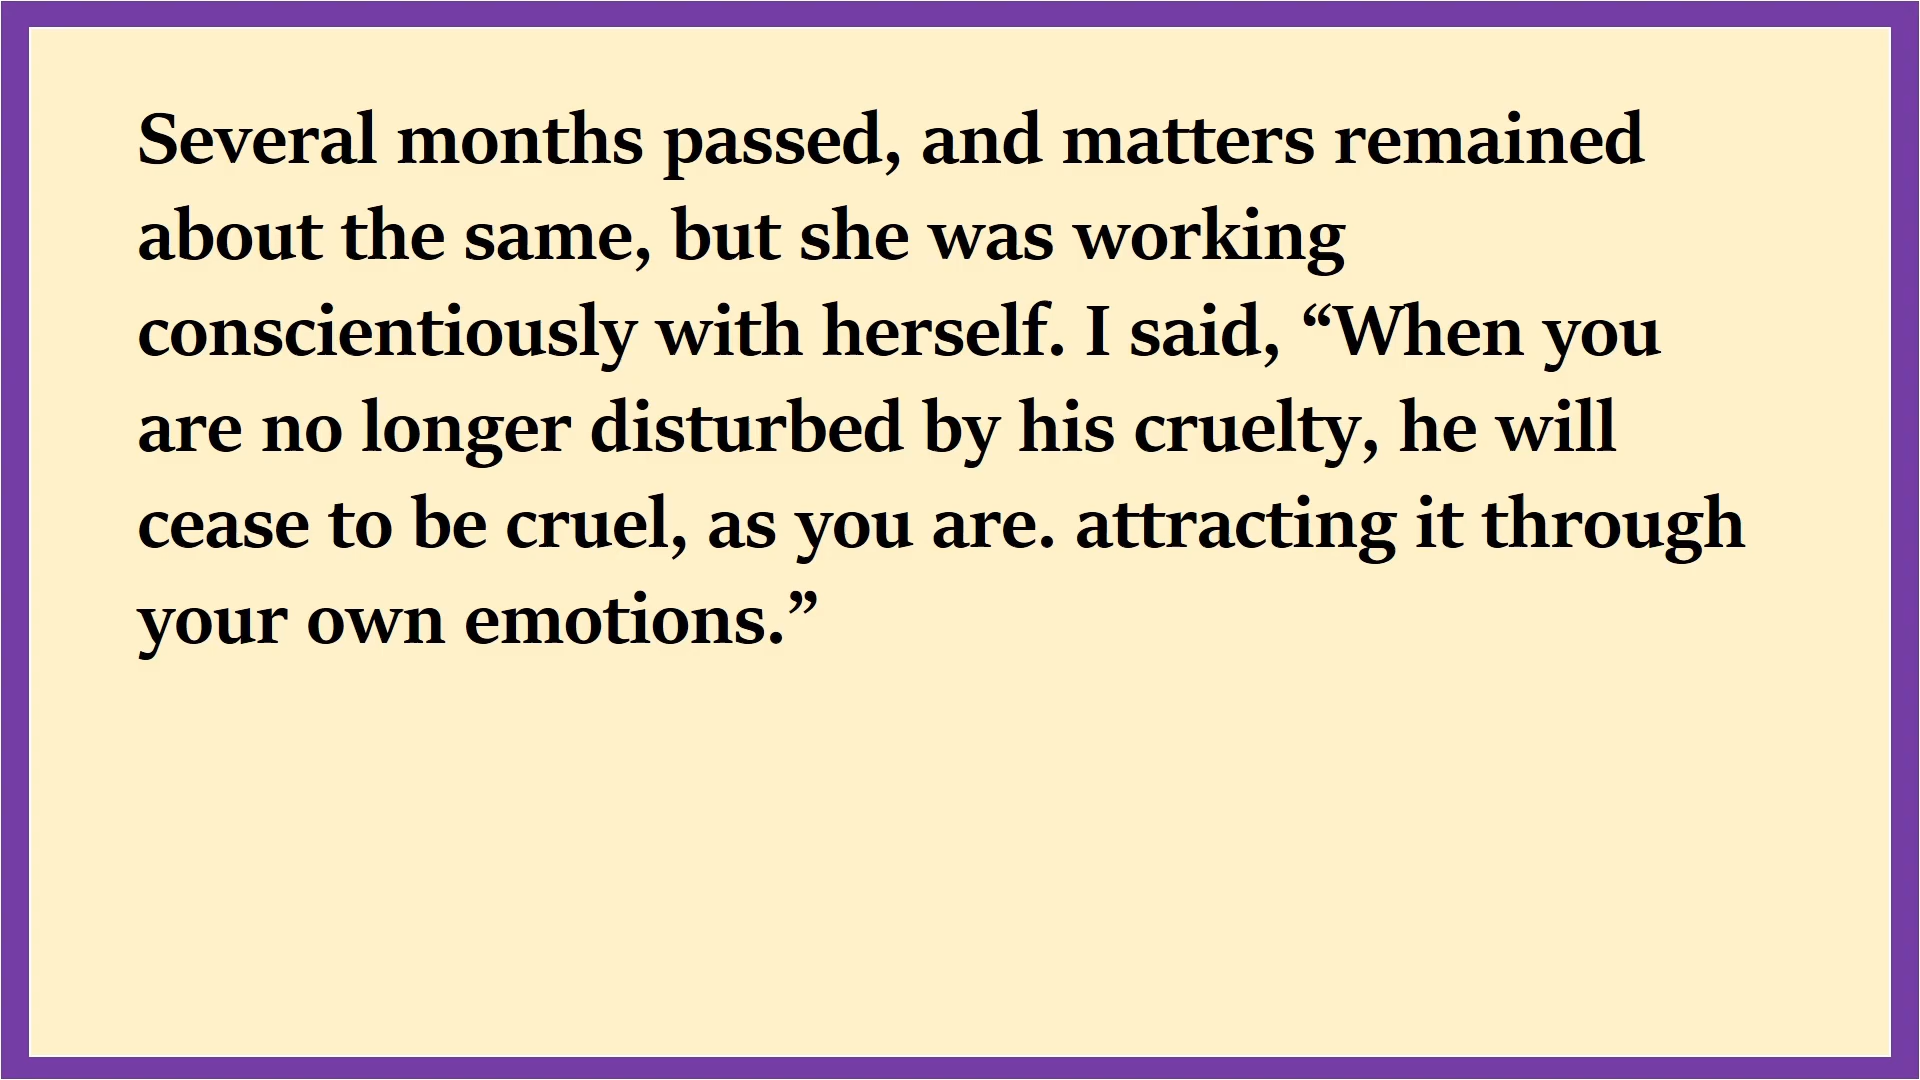 Several months passed, and matters remained
about the same, but she was working
conscientiously with herself. I said, “When you
are no longer disturbed by his cruelty, he will
cease to be cruel, as you are. attracting it through
your own emotions.”